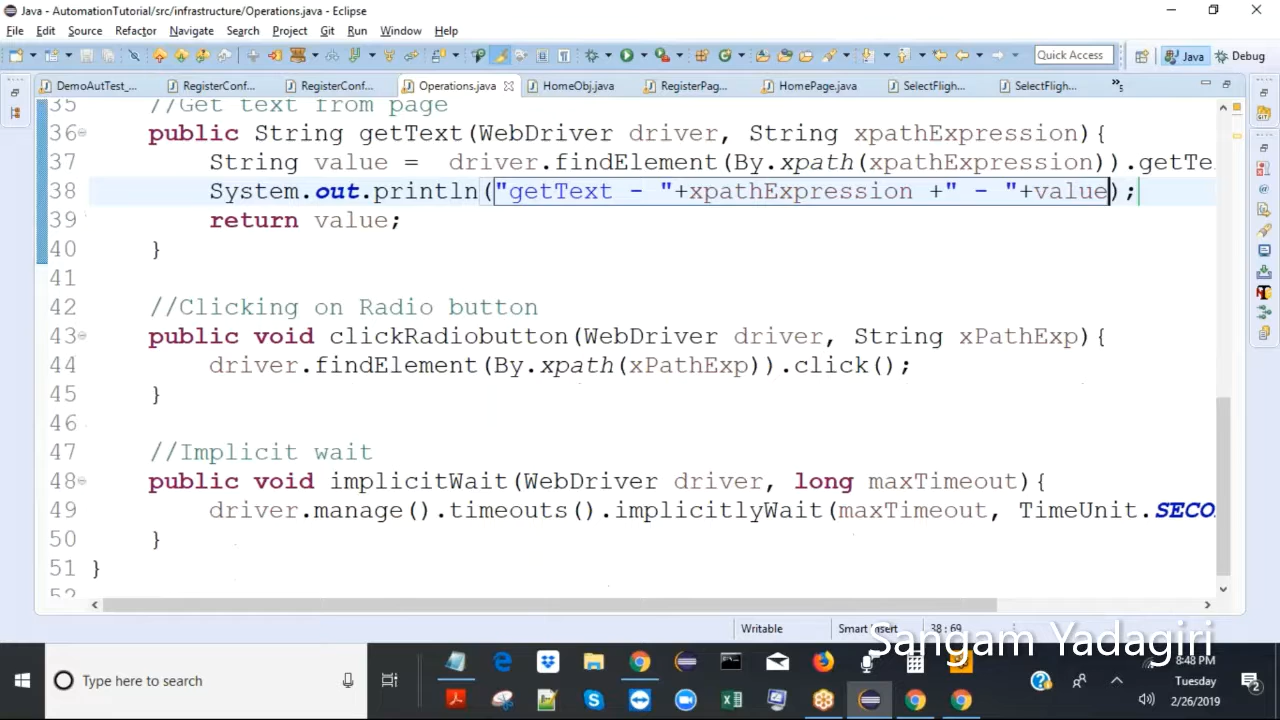 Java - AutomationTutorial/src/infrastructure/Operations.java - Eclipse
File Edit Source Refactor Navigate Search Project Git Run Window Help
Quick Access
Java Debug
DemoAutTest_... RegisterConf... RegisterConf... Operations.java HomeObj.java RegisterPag... HomePage.java SelectFligh... SelectFligh... »5
35 //Get text from page
36 public String getText(WebDriver driver, String xpathExpression){
37 String value = driver.findElement(By.xpath(xpathExpression)).getTe
38 System.out.println("getText - "+xpathExpression +" - "+value);
39 return value;
40 }
41
42 //Clicking on Radio button
43 public void clickRadiobutton(WebDriver driver, String xPathExp){
44 driver.findElement(By.xpath(xPathExp)).click();
45 }
46
47 //Implicit wait
48 public void implicitWait(WebDriver driver, long maxTimeout){
49 driver.manage().timeouts().implicitlyWait(maxTimeout, TimeUnit.SECO
50 }
51 }
52
Writable Smart Insert 38 : 69
Sangam Yadagiri
Type here to search
8:48 PM
Tuesday
2/26/2019
2